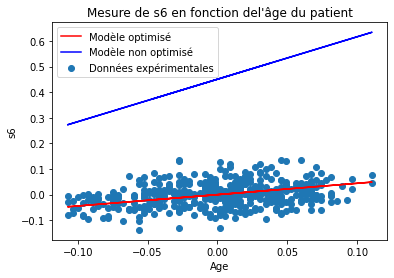 Mesure de s6 en fonction del'âge du patient
Modèle optimisé
Modèle non optimisé
Données expérimentales
s6
0.6
0.5
0.4
0.3
0.2
0.1
0.0
−0.1
−0.10
−0.05
0.00
0.05
0.10
Age